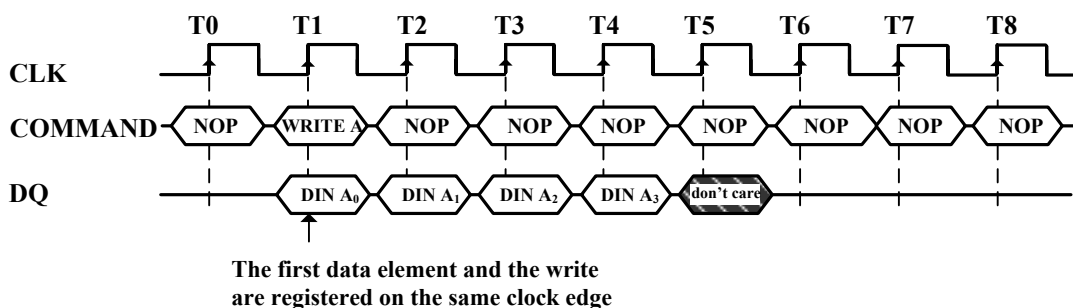 T0 T1 T2 T3 T4 T5 T6 T7 T8
CLK
COMMAND NOP WRITE A NOP NOP NOP NOP NOP NOP NOP
DQ DIN A₀ DIN A₁ DIN A₂ DIN A₃ don't care
The first data element and the write
are registered on the same clock edge